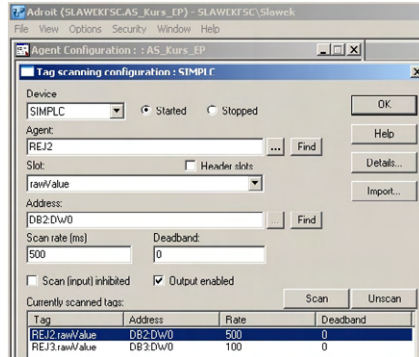 Adroit (SLAWEKFSC.AS_Kurs_EP) - SLAWEKFSC\Slawek
File View Options Security Window Help
Agent Configuration : : AS_Kurs_EP
Tag scanning configuration : SIMPLC
Device
SIMPLC Started Stopped OK
Agent: Help
REJ2 ... Find
Slot: Header slots Details...
rawValue Import...
Address:
DB2:DW0 ... Find
Scan rate (ms) Deadband:
500 0
Scan (input) inhibited Output enabled
Currently scanned tags: Scan Unscan
Tag Address Rate Deadband
REJ2.rawValue DB2:DW0 500 0
REJ3.rawValue DB3:DW0 100 0